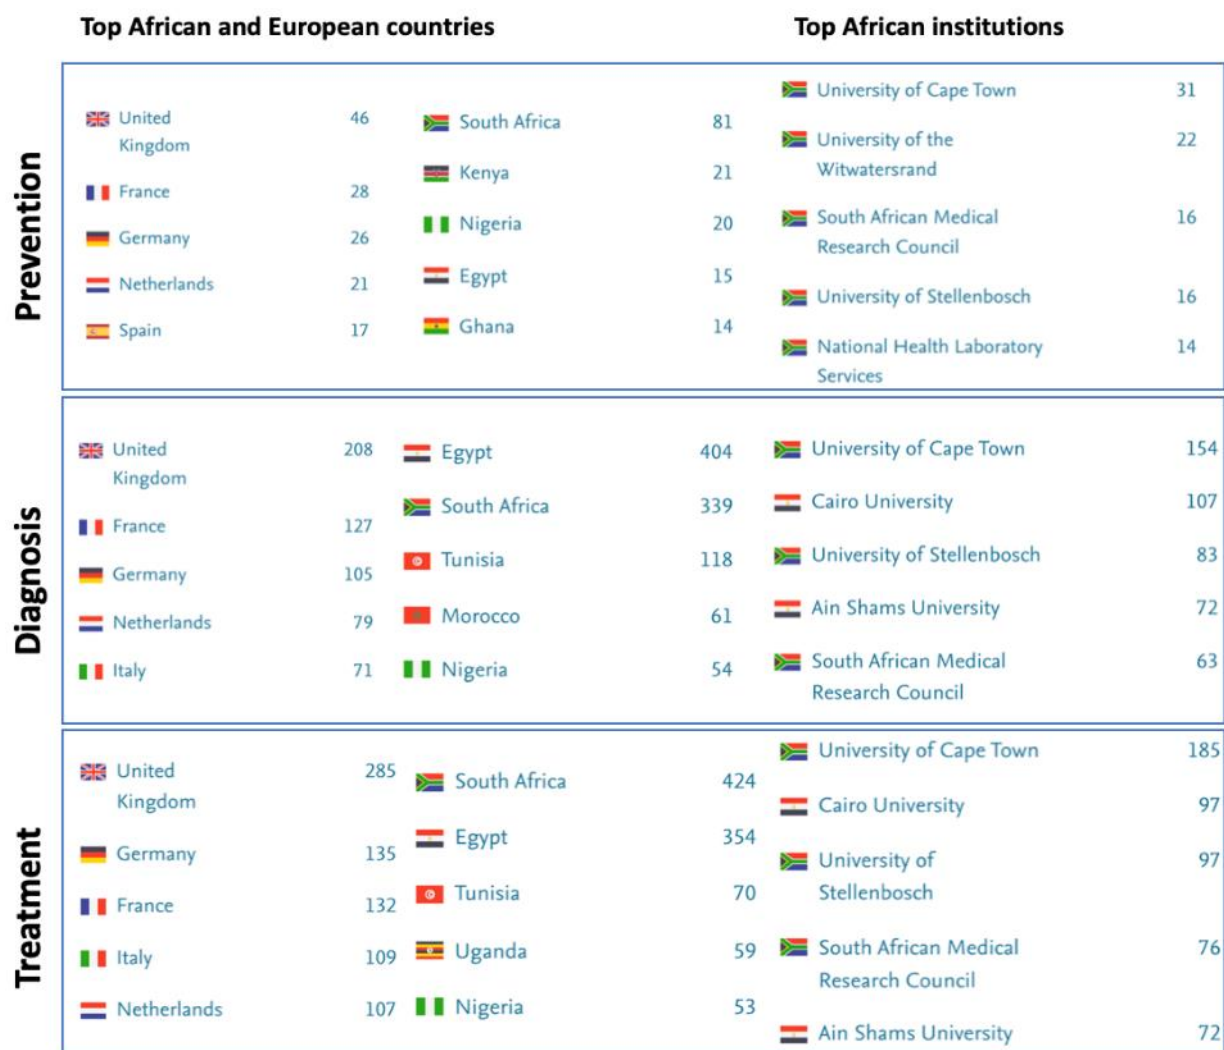 Top African and European countries
Top African institutions
Prevention
United 46
Kingdom
France 28
Germany 26
Netherlands 21
Spain 17
South Africa 81
Kenya 21
Nigeria 20
Egypt 15
Ghana 14
University of Cape Town 31
University of the 22
Witwatersrand
South African Medical 16
Research Council
University of Stellenbosch 16
National Health Laboratory 14
Services
Diagnosis
United 208
Kingdom
France 127
Germany 105
Netherlands 79
Italy 71
Egypt 404
South Africa 339
Tunisia 118
Morocco 61
Nigeria 54
University of Cape Town 154
Cairo University 107
University of Stellenbosch 83
Ain Shams University 72
South African Medical 63
Research Council
Treatment
United 285
Kingdom
Germany 135
France 132
Italy 109
Netherlands 107
South Africa 424
Egypt 354
Tunisia 70
Uganda 59
Nigeria 53
University of Cape Town 185
Cairo University 97
University of 97
Stellenbosch
South African Medical 76
Research Council
Ain Shams University 72